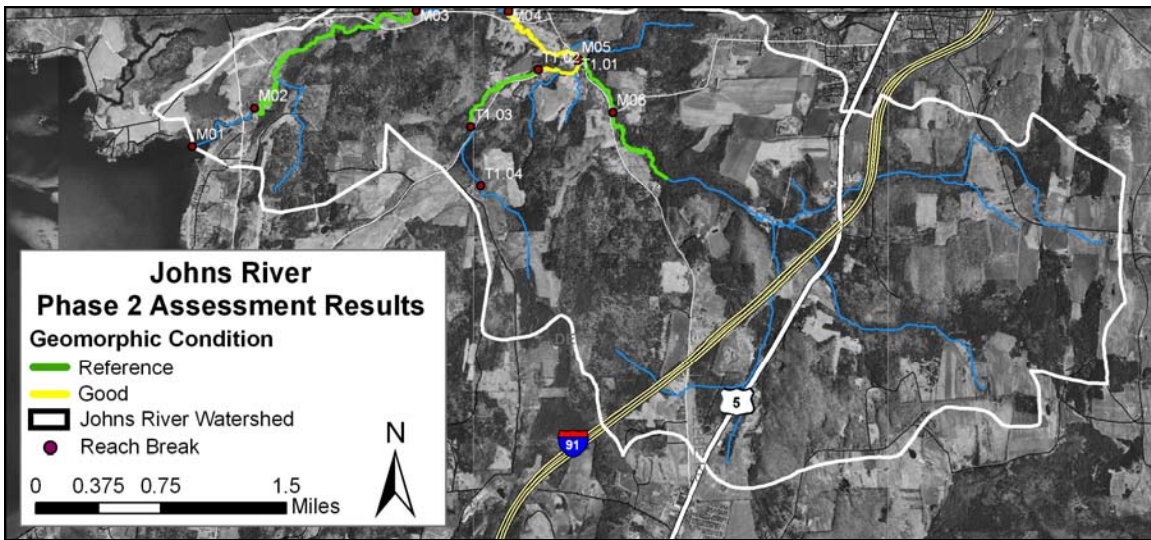 M03
M04
M05
T1.02
T1.01
M02
M06
T1.03
M01
T1.04
Johns River
Phase 2 Assessment Results
Geomorphic Condition
Reference
Good
Johns River Watershed
Reach Break
N
0 0.375 0.75 1.5
Miles
5
91